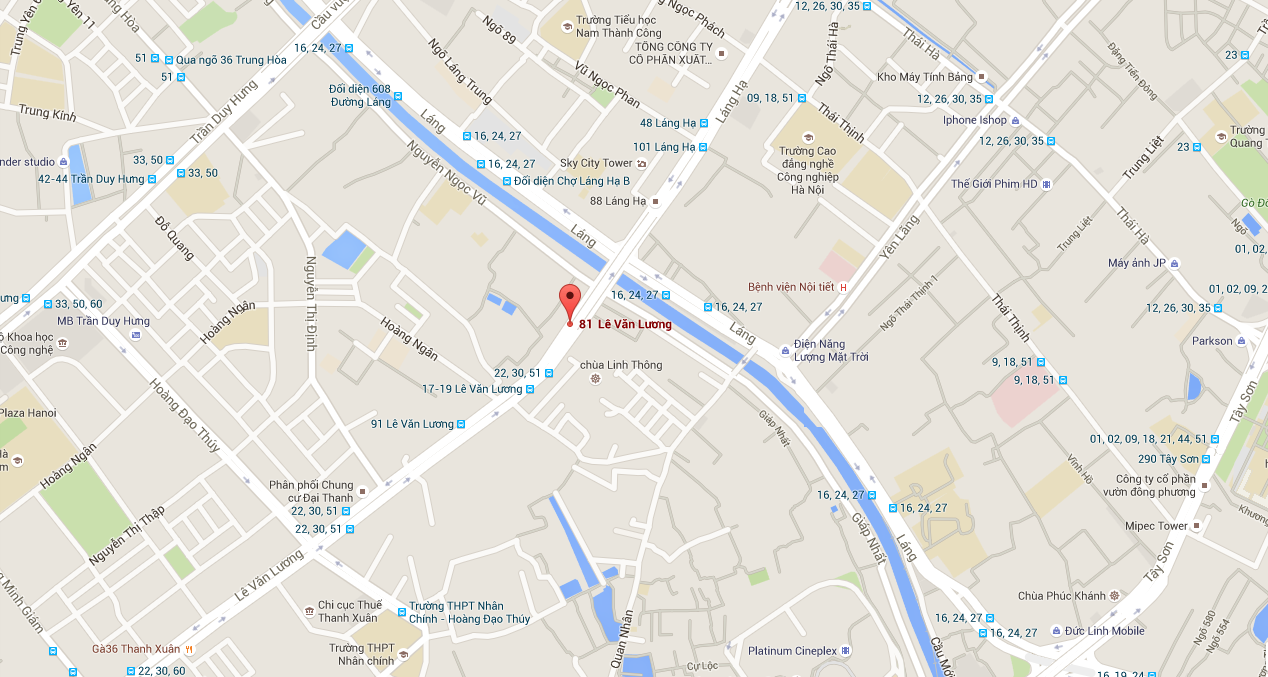 Trung Yên 6
Yên 11
Hòa
Cầu vượ
16, 24, 27
51
Qua ngõ 36 Trung Hòa
51
Trung Kính
Trần Duy Hưng
nder studio
33, 50
33, 50
42-44 Trần Duy Hưng
Đỗ Quang
Ngõ 89
Trường Tiểu học
Nam Thành Công
Ngọc Phách
TỔNG CÔNG TY
CỔ PHẦN XUẤT...
Vũ Ngọc Phan
Ngõ Láng Trung
Đối diện 608
Đường Láng
Láng
16, 24, 27
16, 24, 27
Đối diện Chợ Láng Hạ B
Nguyễn Ngọc Vũ
Láng Hạ
48 Láng Hạ
101 Láng Hạ
Sky City Tower
88 Láng Hạ
Láng
12, 26, 30, 35
Thái Hà
Ngõ Thái Hà
09, 18, 51
Thái Thịnh
Kho Máy Tính Bảng
12, 26, 30, 35
Iphone Ishop
12, 26, 30, 35
Trường Cao
đẳng nghề
Công nghiệp
Hà Nội
Thế Giới Phim HD
Đặng Tiến Đông
23
Trường
Quang
23
Trung Liệt
Trung Liệt
Thái Hà
Gò Đố
Ngõ
01, 02,
Yên Lãng
Máy ảnh JP
01, 02, 09, 2
12, 26, 30, 35
Ngõ Thái Thịnh 1
Thái Thịnh
Bệnh viện Nội tiết
16, 24, 27
16, 24, 27
Láng
Điện Năng
Lượng Mặt Trời
Parkson
9, 18, 51
9, 18, 51
Tây Sơn
ưng
33, 50, 60
MB Trần Duy Hưng
Hoàng Ngân
Nguyễn Thị Định
Hoàng Ngân
ộ Khoa học
Công nghệ
81 Lê Văn Lương
chùa Linh Thông
22, 30, 51
17-19 Lê Văn Lương
91 Lê Văn Lương
Hoàng Đạo Thúy
Plaza Hanoi
Hoàng Ngân
Phân phối Chung
cư Đại Thanh
22, 30, 51
22, 30, 51
Nguyễn Thị Thập
Giáp Nhất
01, 02, 09, 18, 21, 44, 51
290 Tây Sơn
Vĩnh Hồ
Công ty cổ phần
vườn đông phương
16, 24, 27
16, 24, 27
Giáp Nhất
Láng
Mipec Tower
Khương
Tây Sơn
Lê Văn Lương
Minh Giám
Chi cục Thuế
Thanh Xuân
Trường THPT Nhân
Chính - Hoàng Đạo Thúy
Gà36 Thanh Xuân
22, 30, 60
Trường THPT
Nhân chính
Quan Nhân
Cự Lộc
Platinum Cineplex
Cầu Mới
Chùa Phúc Khánh
16, 24, 27
16, 24, 27
Đức Linh Mobile
Ngõ 580
Ngõ 554
16, 19, 24